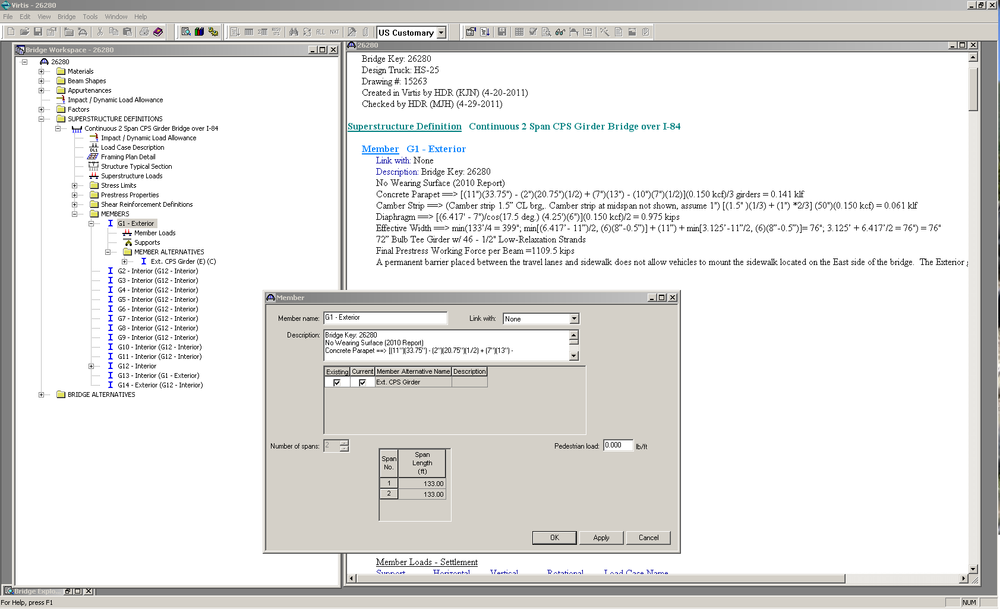 Virtis - 26280
File Edit View Bridge Tools Window Help
RESU LTS ALL NXT US Customary
Bridge Workspace - 26280
26280
Materials
Beam Shapes
Appurtenances
Impact / Dynamic Load Allowance
Factors
SUPERSTRUCTURE DEFINITIONS
Continuous 2 Span CPS Girder Bridge over I-84
Impact / Dynamic Load Allowance
DL1 Load Case Description
Framing Plan Detail
Structure Typical Section
Superstructure Loads
Stress Limits
Prestress Properties
Shear Reinforcement Definitions
MEMBERS
G1 - Exterior
Member Loads
Supports
MEMBER ALTERNATIVES
Ext. CPS Girder (E) (C)
G2 - Interior (G12 - Interior)
G3 - Interior (G12 - Interior)
G4 - Interior (G12 - Interior)
G5 - Interior (G12 - Interior)
G6 - Interior (G12 - Interior)
G7 - Interior (G12 - Interior)
G8 - Interior (G12 - Interior)
G9 - Interior (G12 - Interior)
G10 - Interior (G12 - Interior)
G11 - Interior (G12 - Interior)
G12 - Interior
G13 - Interior (G1 - Exterior)
G14 - Exterior (G12 - Interior)
BRIDGE ALTERNATIVES
26280
Bridge Key: 26280
Design Truck: HS-25
Drawing #: 15263
Created in Virtis by HDR (KJN) (4-20-2011)
Checked by HDR (MJH) (4-29-2011)
Superstructure Definition Continuous 2 Span CPS Girder Bridge over I-84
Member G1 - Exterior
Link with: None
Description: Bridge Key: 26280
No Wearing Surface (2010 Report)
Concrete Parapet ==> [(11")(33.75") - (2")(20.75")(1/2) + (7")(13") - (10")(7")(1/2)](0.150 kcf)/3 girders = 0.141 klf
Camber Strip ==> (Camber strip 1.5” CL brg,. Camber strip at midspan not shown, assume 1") [(1.5" )(1/3) + (1") *2/3] (50")(0.150 kcf) = 0.061 klf
Diaphragm ==> [(6.417' - 7")/cos(17.5 deg.) (4.25')(6")](0.150 kcf)/2 = 0.975 kips
Effective Width ==> min(133’/4 = 399"; min[(6.417’- 11”)/2, (6)(8”-0.5”)] + (11”) + min[3.125’-11”/2, (6)(8”-0.5”)]= 76", 3.125’ + 6.417’/2 = 76") = 76"
72” Bulb Tee Girder w/ 46 - 1/2" Low-Relaxation Strands
Final Prestress Working Force per Beam =1109.5 kips
A permanent barrier placed between the travel lanes and sidewalk does not allow vehicles to mount the sidewalk located on the East side of the bridge. The Exterior
Member
Member name: G1 - Exterior Link with: None
Description: Bridge Key: 26280
No Wearing Surface (2010 Report)
Concrete Parapet ==> [(11")(33.75") - (2")(20.75")(1/2) + (7")(13") -
Existing Current Member Alternative Name Description
Ext. CPS Girder
Number of spans: 2 Pedestrian load: 0.000 lb/ft
Span No. Span Length (ft)
1 133.00
2 133.00
OK Apply Cancel
Member Loads - Settlement
Support Horizontal Vertical Rotational Load Case Name
Bridge Explo...
For Help, press F1 NUM